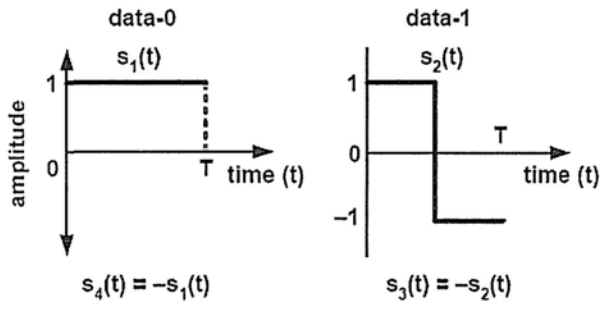 data-0
s₁(t)
1
0
T
time (t)
amplitude
s₄(t) = –s₁(t)
data-1
s₂(t)
1
T
0
time (t)
–1
s₃(t) = –s₂(t)